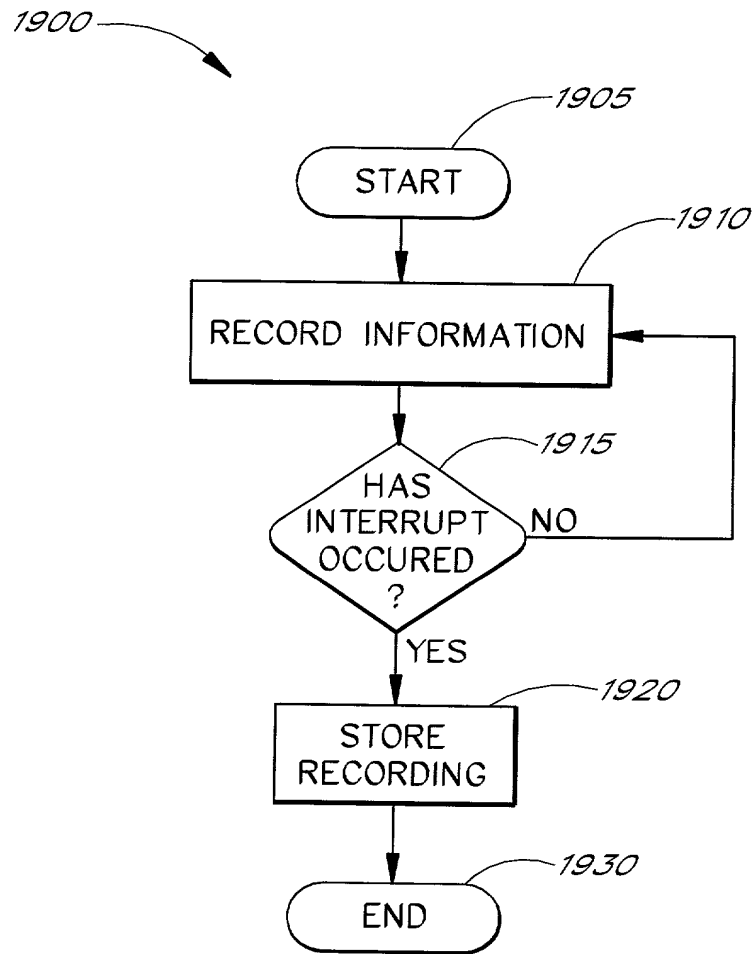 1900
1905
START
1910
RECORD INFORMATION
1915
HAS
INTERRUPT
OCCURED
?
NO
YES
1920
STORE
RECORDING
1930
END